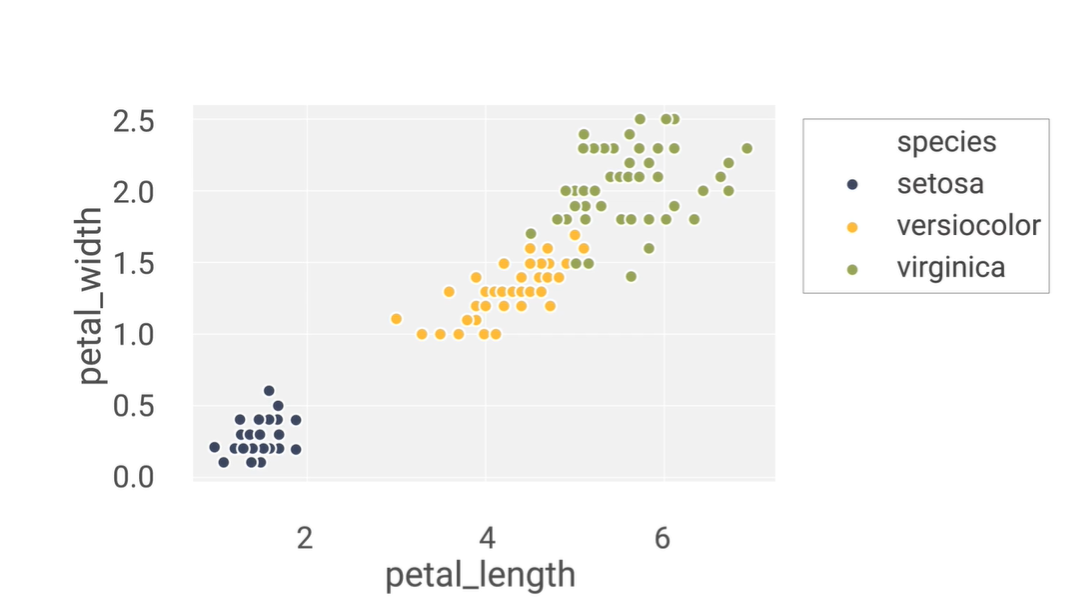 2.5
2.0
1.5
1.0
0.5
0.0
petal_width
2 4 6
petal_length
species
setosa
versiocolor
virginica